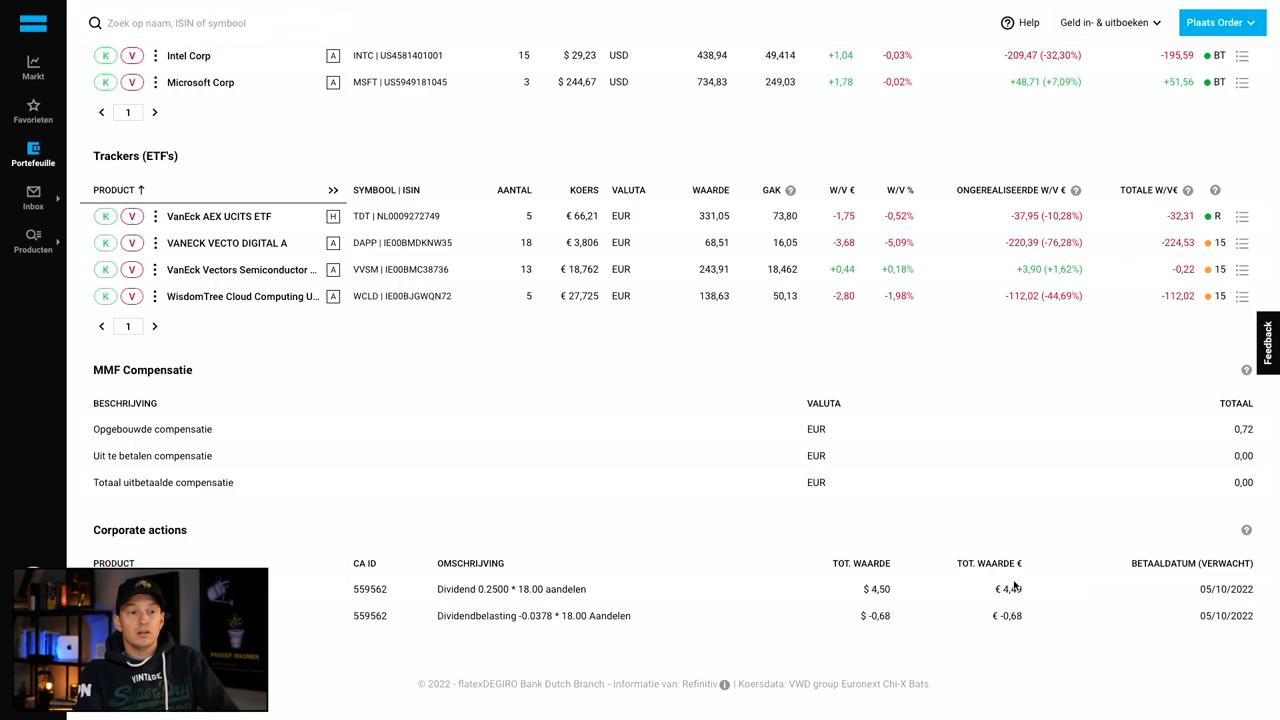 Zoek op naam, ISIN of symbool
Help
Geld in- & uitboeken
Plaats Order
Markt
Favorieten
Portefeuille
Inbox
Producten
K V Intel Corp A INTC | US4581401001 15 $ 29,23 USD 438,94 49,414 +1,04 -0,03% -209,47 (-32,30%) -195,59 BT
K V Microsoft Corp A MSFT | US5949181045 3 $ 244,67 USD 734,83 249,03 +1,78 -0,02% +48,71 (+7,09%) +51,56 BT
1
Trackers (ETF's)
PRODUCT SYMBOOL | ISIN AANTAL KOERS VALUTA WAARDE GAK W/V € W/V % ONGEREALISEERDE W/V € TOTALE W/V€
K V VanEck AEX UCITS ETF H TDT | NL0009272749 5 € 66,21 EUR 331,05 73,80 -1,75 -0,52% -37,95 (-10,28%) -32,31 R
K V VANECK VECTO DIGITAL A A DAPP | IE00BMDKNW35 18 € 3,806 EUR 68,51 16,05 -3,68 -5,09% -220,39 (-76,28%) -224,53 15
K V VanEck Vectors Semiconductor ... A VVSM | IE00BMC38736 13 € 18,762 EUR 243,91 18,462 +0,44 +0,18% +3,90 (+1,62%) -0,22 15
K V WisdomTree Cloud Computing U... A WCLD | IE00BJGWQN72 5 € 27,725 EUR 138,63 50,13 -2,80 -1,98% -112,02 (-44,69%) -112,02 15
1
Feedback
MMF Compensatie
BESCHRIJVING VALUTA TOTAAL
Opgebouwde compensatie EUR 0,72
Uit te betalen compensatie EUR 0,00
Totaal uitbetaalde compensatie EUR 0,00
Corporate actions
PRODUCT CA ID OMSCHRIJVING TOT. WAARDE TOT. WAARDE € BETAALDATUM (VERWACHT)
559562 Dividend 0.2500 * 18.00 aandelen $ 4,50 € 4,49 05/10/2022
559562 Dividendbelasting -0.0378 * 18.00 Aandelen $ -0,68 € -0,68 05/10/2022
PASSIEF INKOMEN
VINTAGE
Superdry
© 2022 - flatexDEGIRO Bank Dutch Branch - Informatie van: Refinitiv | Koersdata: VWD group Euronext Chi-X Bats